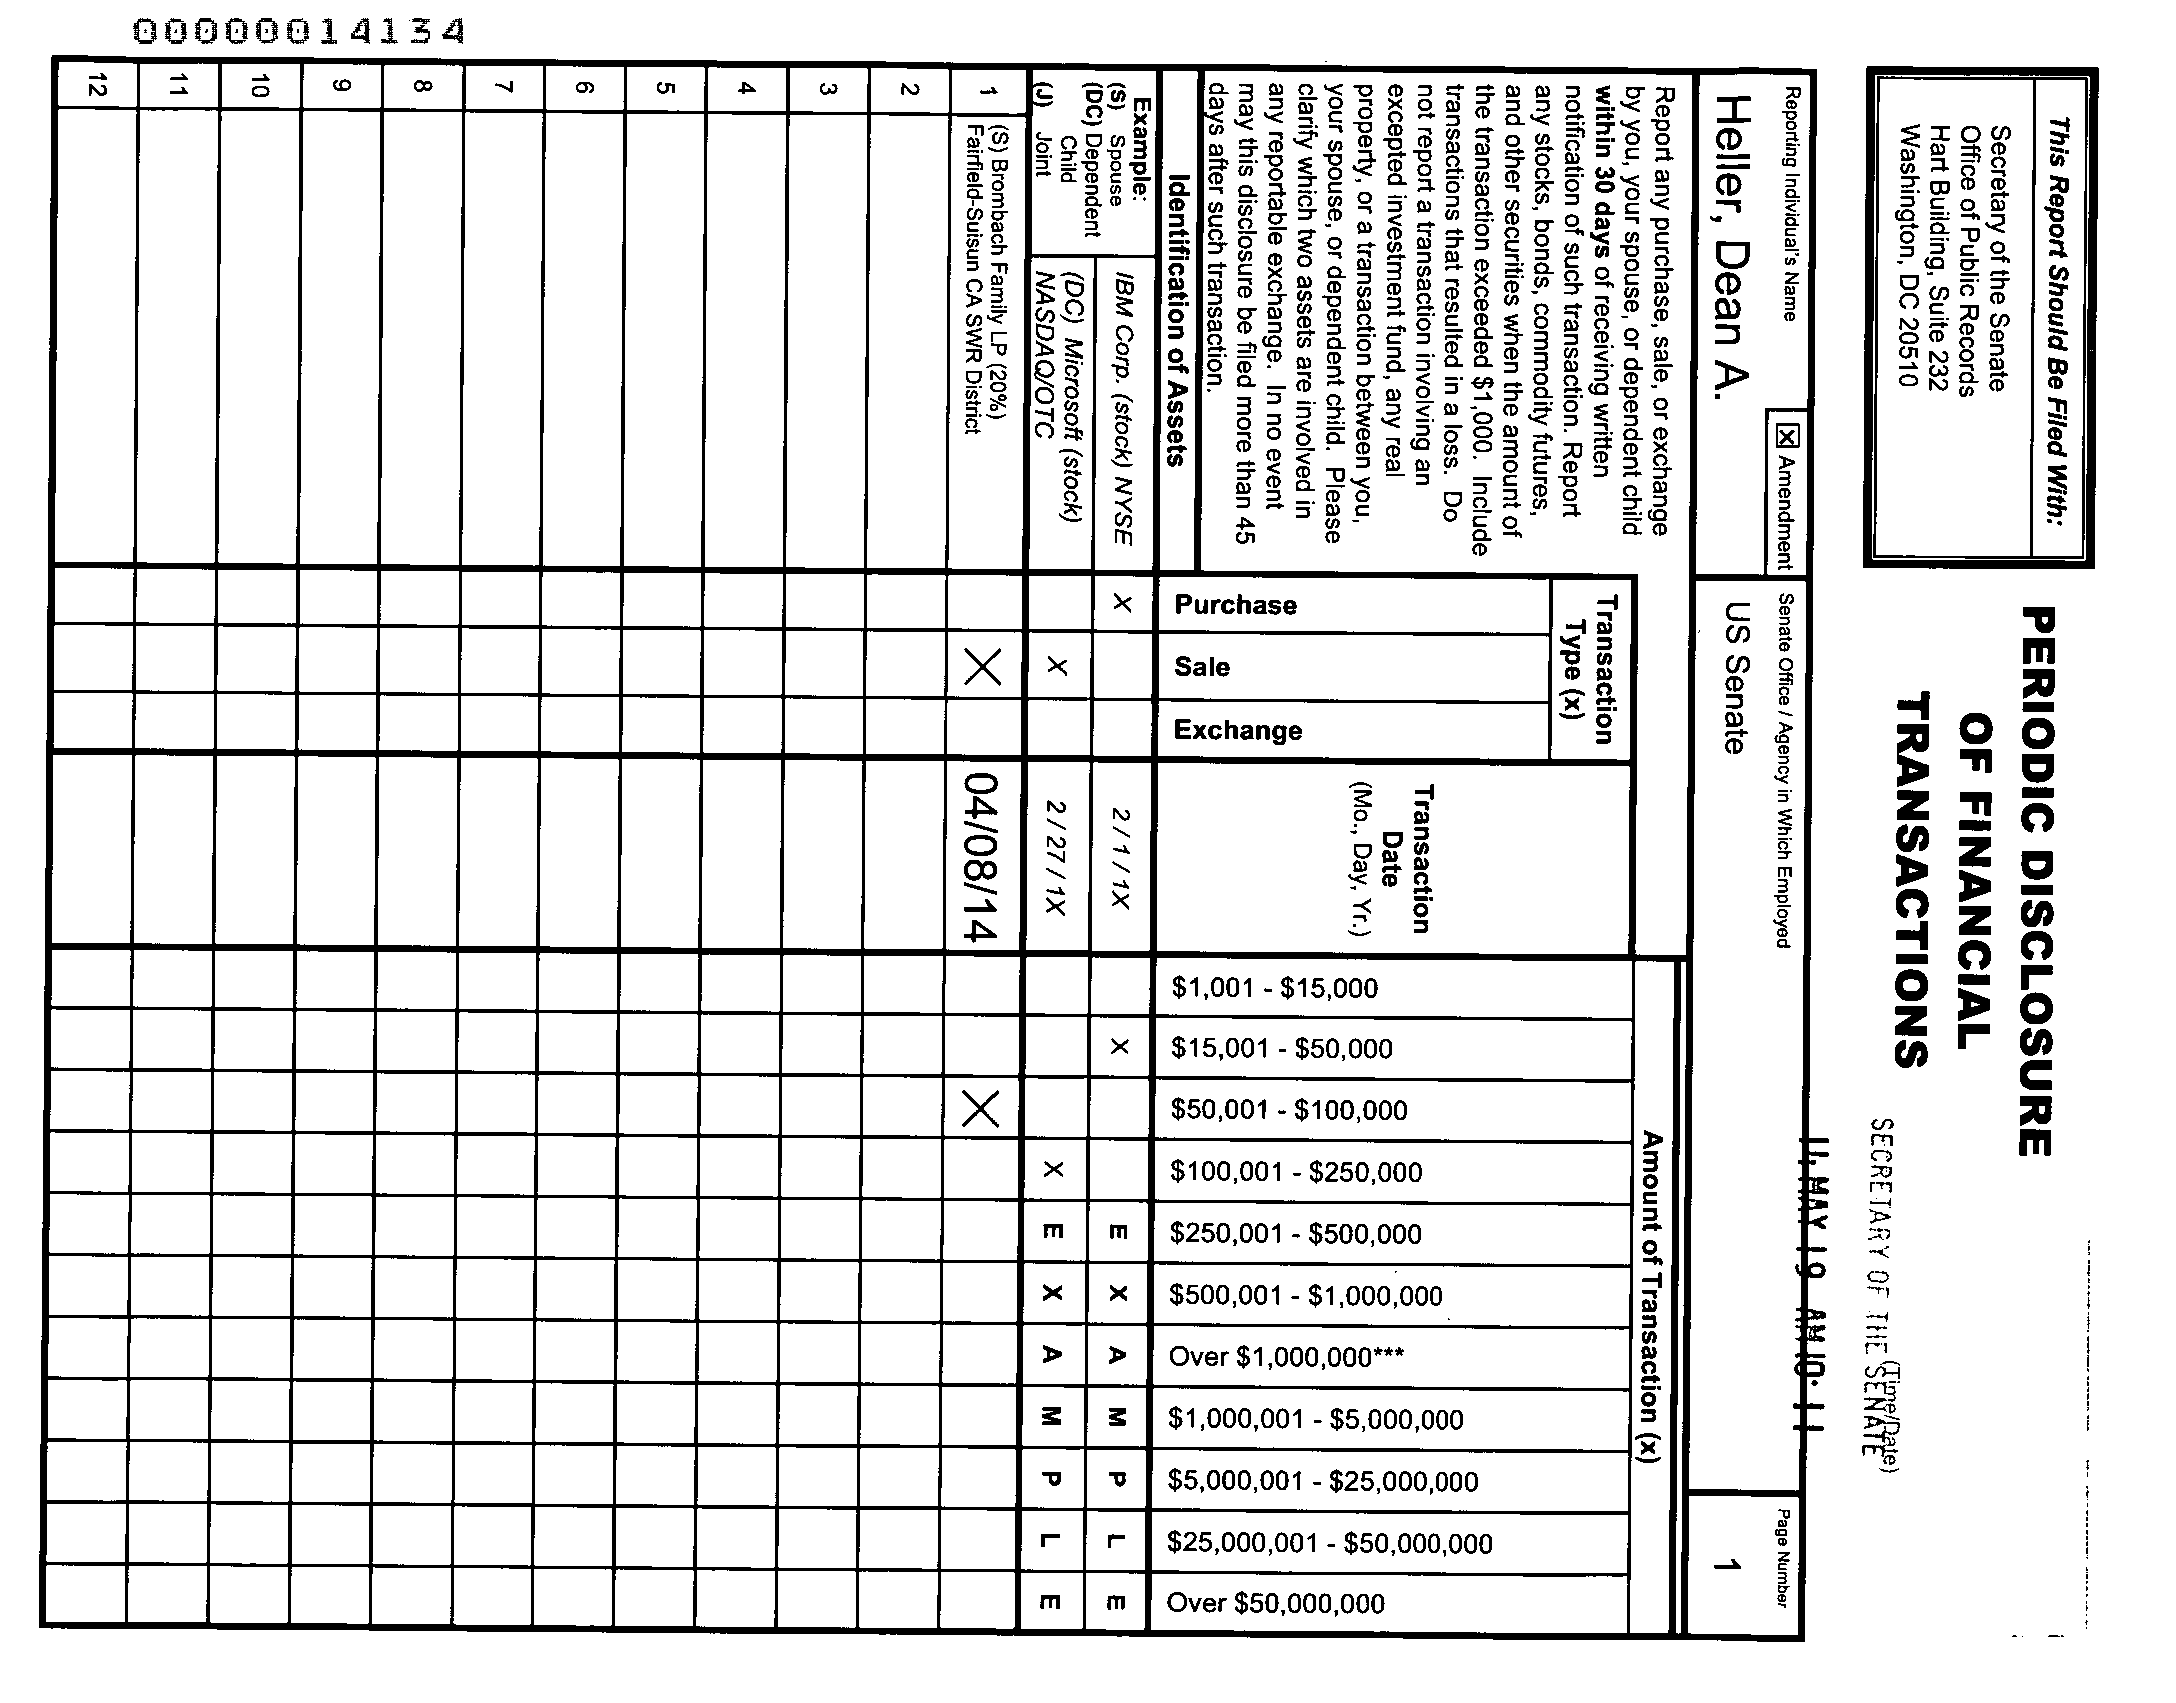 00000014134
This Report Should Be Filed With:
Secretary of the Senate
Office of Public Records
Hart Building, Suite 232
Washington, DC 20510
PERIODIC DISCLOSURE
OF FINANCIAL
TRANSACTIONS
(Time/Date)
SECRETARY OF THE SENATE
MAY 19 AM 10: 11
Reporting Individual's Name
Heller, Dean A.
X Amendment
Senate Office / Agency in Which Employed
US Senate
Page Number
1
Report any purchase, sale, or exchange
by you, your spouse, or dependent child
within 30 days of receiving written
notification of such transaction. Report
any stocks, bonds, commodity futures,
and other securities when the amount of
the transaction exceeded $1,000. Include
transactions that resulted in a loss. Do
not report a transaction involving an
excepted investment fund, any real
property, or a transaction between you,
your spouse, or dependent child. Please
clarify which two assets are involved in
any reportable exchange. In no event
may this disclosure be filed more than 45
days after such transaction.
Identification of Assets
Transaction
Type (x)
Purchase
Sale
Exchange
Transaction
Date
(Mo., Day, Yr.)
Amount of Transaction (x)
$1,001 - $15,000
$15,001 - $50,000
$50,001 - $100,000
$100,001 - $250,000
$250,001 - $500,000
$500,001 - $1,000,000
Over $1,000,000***
$1,000,001 - $5,000,000
$5,000,001 - $25,000,000
$25,000,001 - $50,000,000
Over $50,000,000
Example:
(S) Spouse
(DC) Dependent
Child
(J) Joint
IBM Corp. (stock) NYSE X 2 / 1 / 1X X E X A M P L E
(DC) Microsoft (stock)
NASDAQ/OTC X 2 / 27 / 1X X E X A M P L E
1 (S) Brombach Family LP (20%)
Fairfield-Suisun CA SWR District X 04/08/14 X
2
3
4
5
6
7
8
9
10
11
12